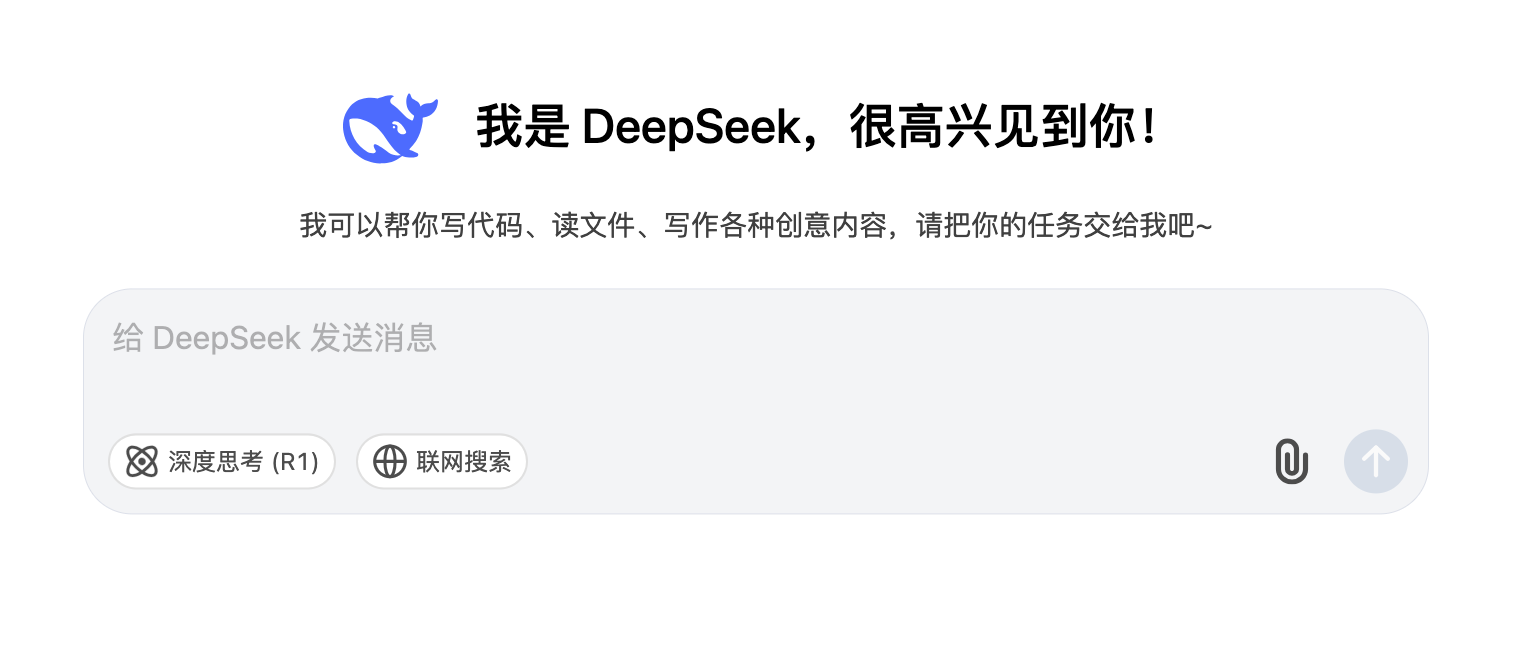 我是 DeepSeek，很高兴见到你！
我可以帮你写代码、读文件、写作各种创意内容，请把你的任务交给我吧~
给 DeepSeek 发送消息
深度思考 (R1)
联网搜索